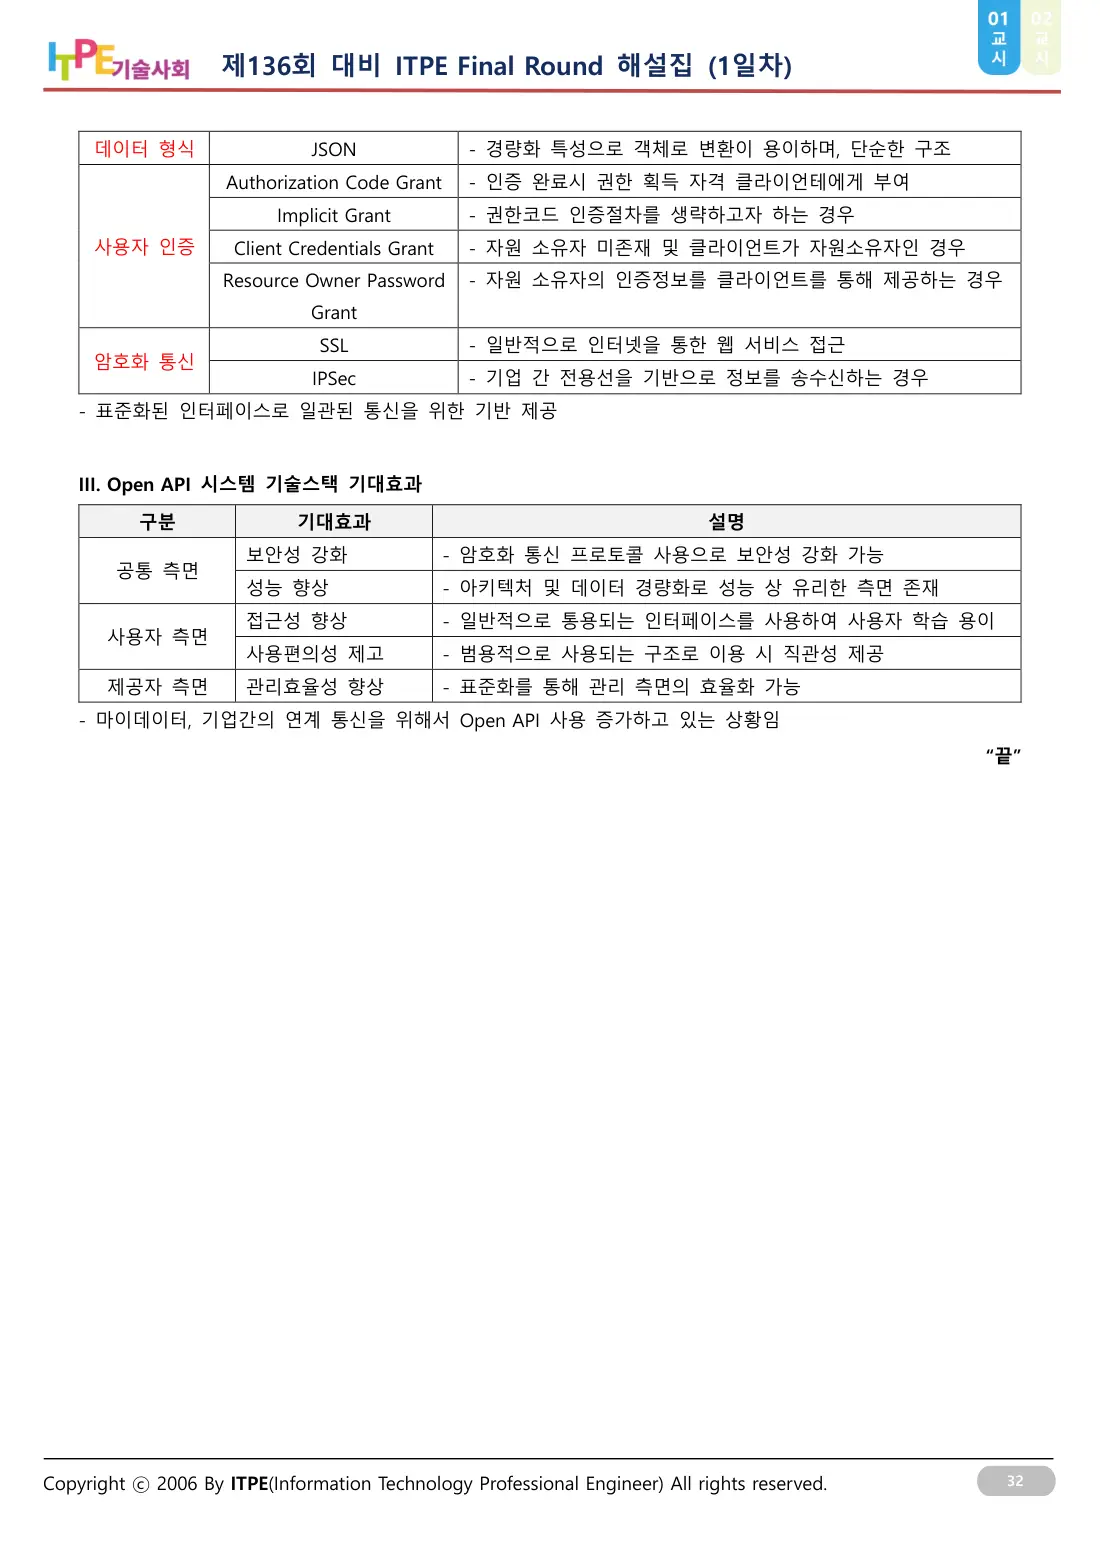 ITPE기술사회 제136회 대비 ITPE Final Round 해설집 (1일차)
01 교시
02 교시
데이터 형식 JSON - 경량화 특성으로 객체로 변환이 용이하며, 단순한 구조
사용자 인증 Authorization Code Grant - 인증 완료시 권한 획득 자격 클라이언테에게 부여
Implicit Grant - 권한코드 인증절차를 생략하고자 하는 경우
Client Credentials Grant - 자원 소유자 미존재 및 클라이언트가 자원소유자인 경우
Resource Owner Password - 자원 소유자의 인증정보를 클라이언트를 통해 제공하는 경우
Grant
암호화 통신 SSL - 일반적으로 인터넷을 통한 웹 서비스 접근
IPSec - 기업 간 전용선을 기반으로 정보를 송수신하는 경우
- 표준화된 인터페이스로 일관된 통신을 위한 기반 제공
III. Open API 시스템 기술스택 기대효과
구분 기대효과 설명
공통 측면 보안성 강화 - 암호화 통신 프로토콜 사용으로 보안성 강화 가능
성능 향상 - 아키텍처 및 데이터 경량화로 성능 상 유리한 측면 존재
사용자 측면 접근성 향상 - 일반적으로 통용되는 인터페이스를 사용하여 사용자 학습 용이
사용편의성 제고 - 범용적으로 사용되는 구조로 이용 시 직관성 제공
제공자 측면 관리효율성 향상 - 표준화를 통해 관리 측면의 효율화 가능
- 마이데이터, 기업간의 연계 통신을 위해서 Open API 사용 증가하고 있는 상황임
“끝”
Copyright ⓒ 2006 By ITPE(Information Technology Professional Engineer) All rights reserved.
32